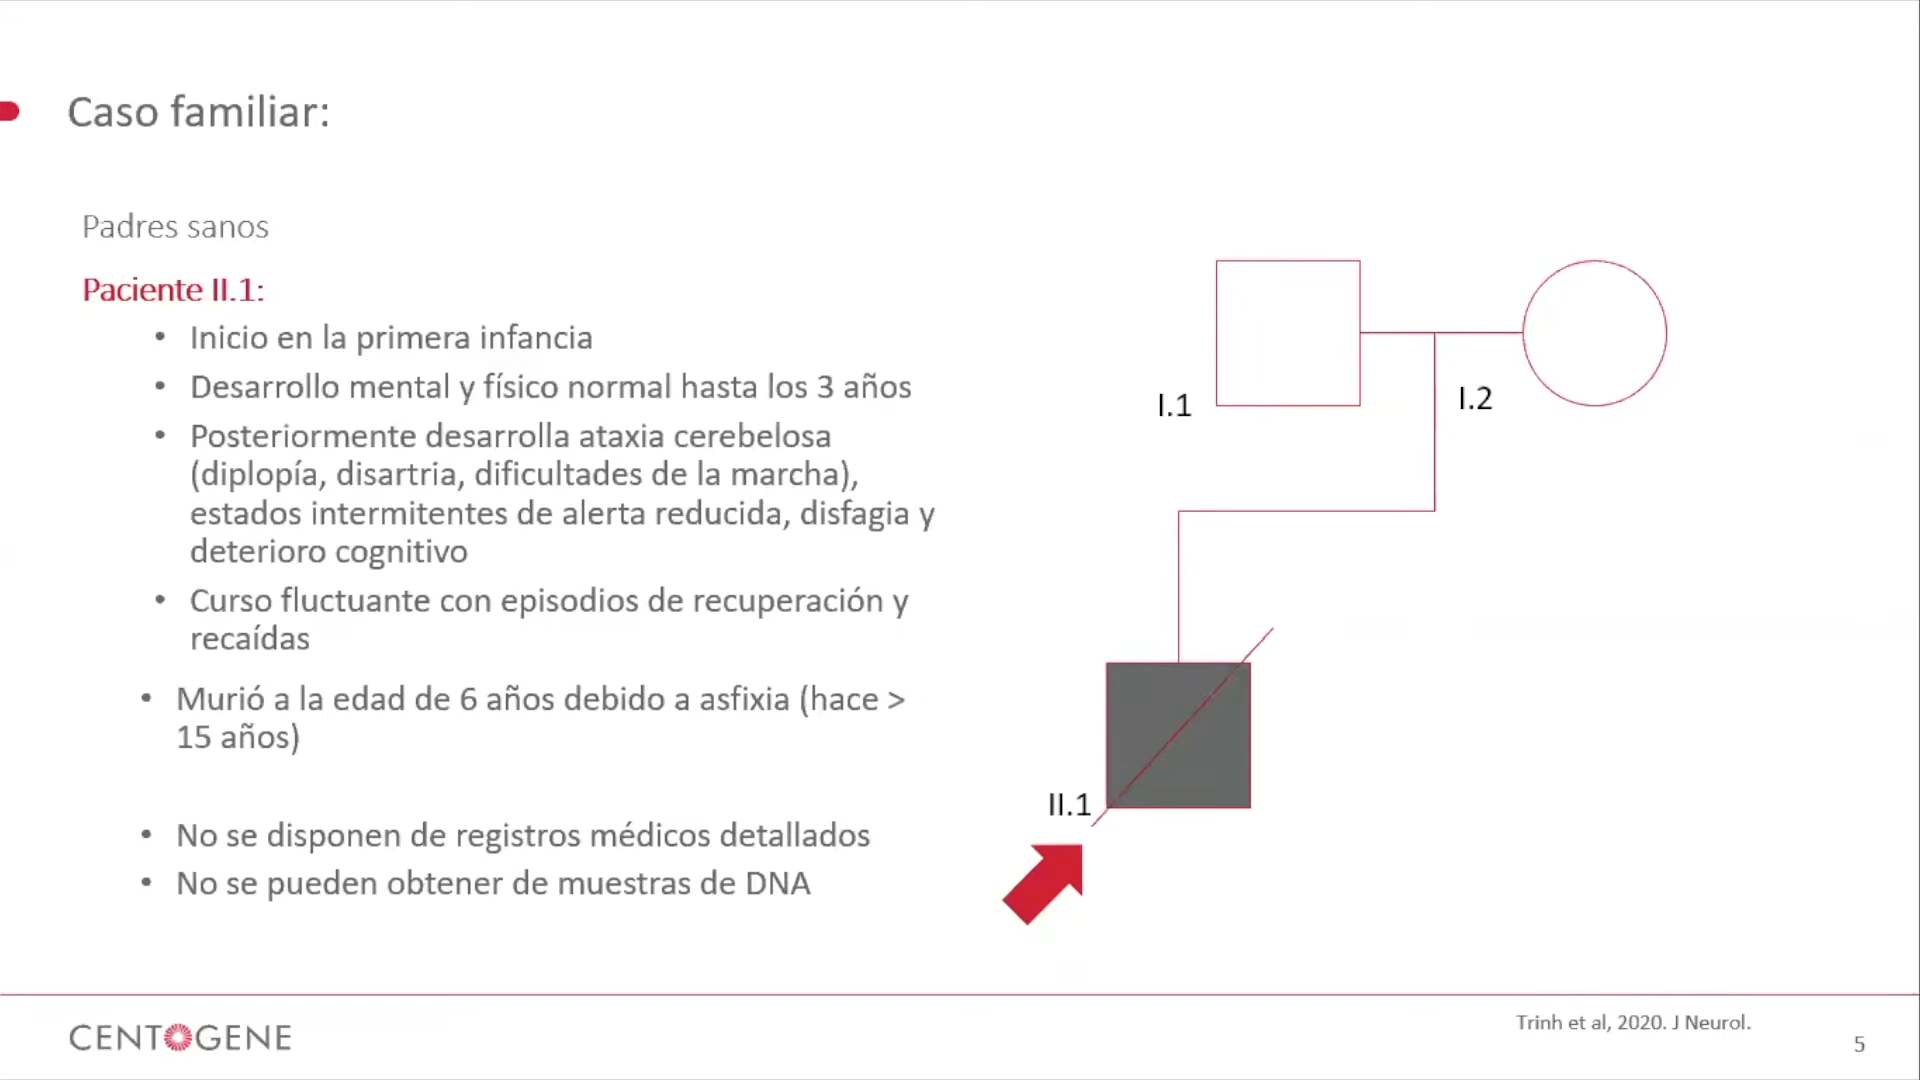 Caso familiar:
Padres sanos
Paciente II.1:
• Inicio en la primera infancia
• Desarrollo mental y físico normal hasta los 3 años
• Posteriormente desarrolla ataxia cerebelosa
(diplopía, disartria, dificultades de la marcha),
estados intermitentes de alerta reducida, disfagia y
deterioro cognitivo
• Curso fluctuante con episodios de recuperación y
recaídas
• Murió a la edad de 6 años debido a asfixia (hace >
15 años)
• No se disponen de registros médicos detallados
• No se pueden obtener de muestras de DNA
I.1
I.2
II.1
CENTOGENE
Trinh et al, 2020. J Neurol.
5